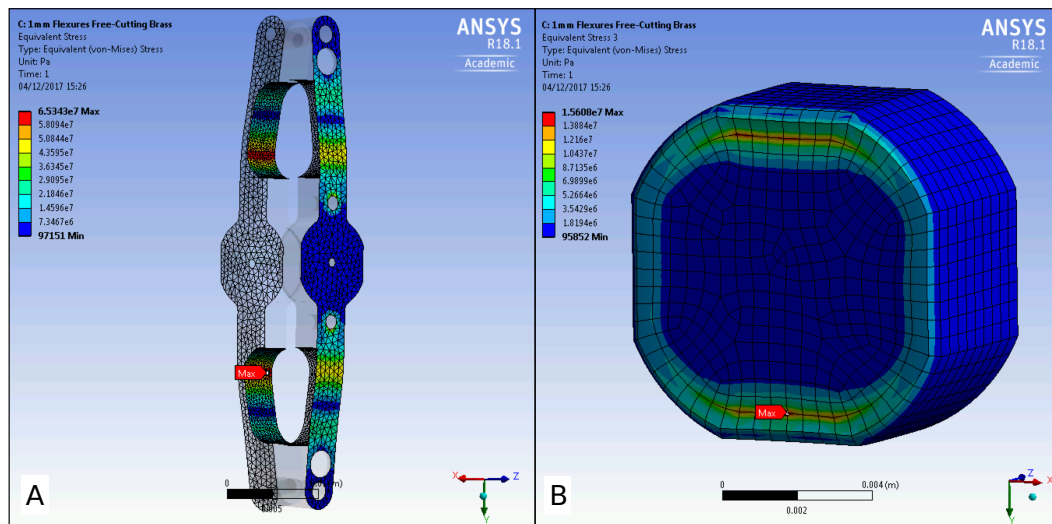 C: 1mm Flexures Free-Cutting Brass
Equivalent Stress
Type: Equivalent (von-Mises) Stress
Unit: Pa
Time: 1
04/12/2017 15:26
6.5343e7 Max
5.8094e7
5.0844e7
4.3595e7
3.6345e7
2.9095e7
2.1846e7
1.4596e7
7.3467e6
97151 Min
ANSYS
R18.1
Academic
Max
0
(m)
0.005
X
Z
Y
A
C: 1mm Flexures Free-Cutting Brass
Equivalent Stress 3
Type: Equivalent (von-Mises) Stress
Unit: Pa
Time: 1
04/12/2017 15:26
1.5608e7 Max
1.3884e7
1.216e7
1.0437e7
8.7135e6
6.9899e6
5.2664e6
3.5429e6
1.8194e6
95852 Min
ANSYS
R18.1
Academic
Max
0
0.004 (m)
0.002
Z
X
Y
B